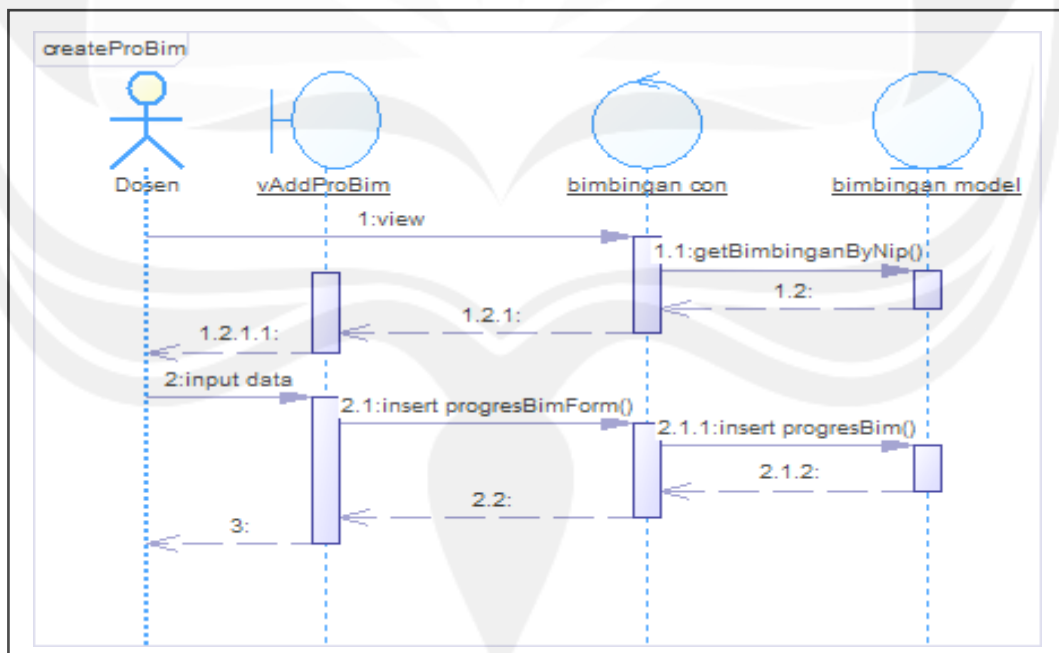 createProBim
Dosen
vAddProBim
bimbingan con
bimbingan model
1:view
1.1:getBimbinganByNip()
1.2:
1.2.1:
1.2.1.1:
2:input data
2.1:insert progresBimForm()
2.1.1:insert progresBim()
2.1.2:
2.2:
3: